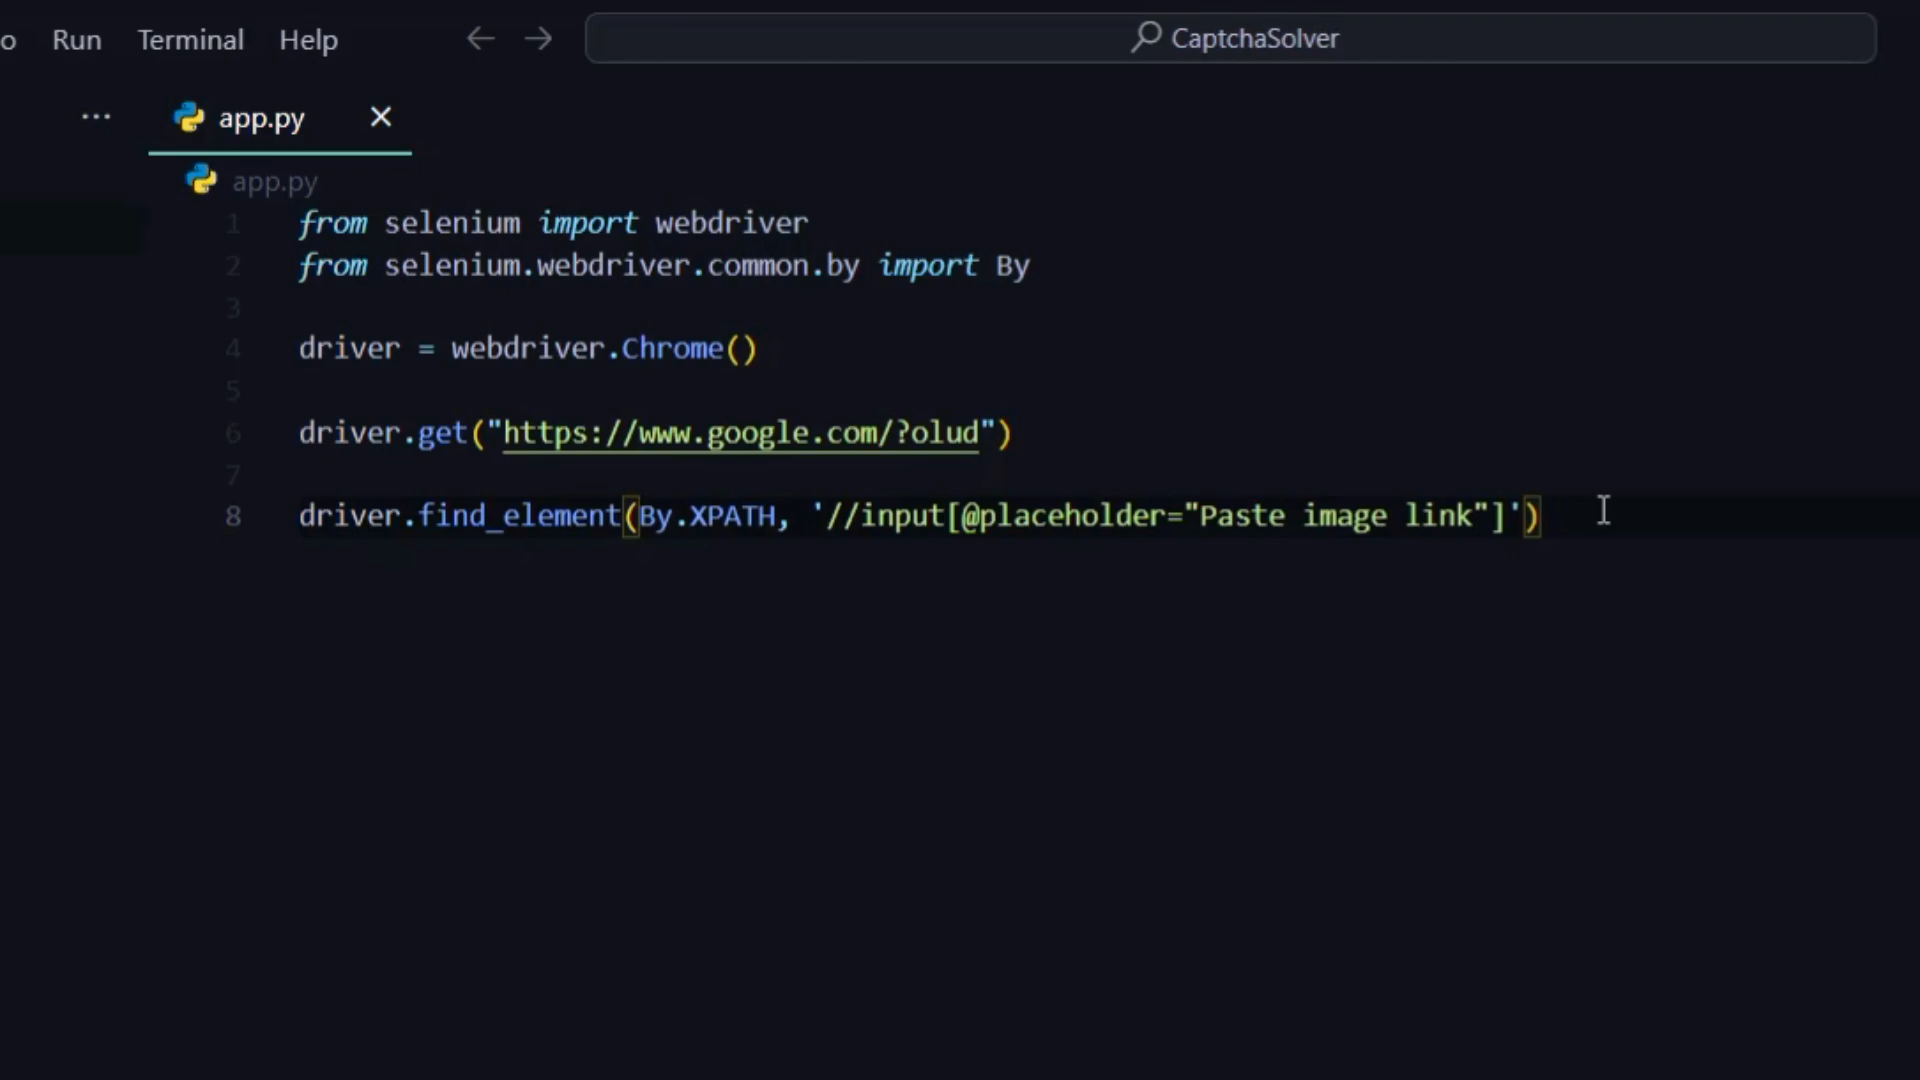 o Run Terminal Help CaptchaSolver
... app.py
app.py
1 from selenium import webdriver
2 from selenium.webdriver.common.by import By
3
4 driver = webdriver.Chrome()
5
6 driver.get("https://www.google.com/?olud")
7
8 driver.find_element(By.XPATH, '//input[@placeholder="Paste image link"]')